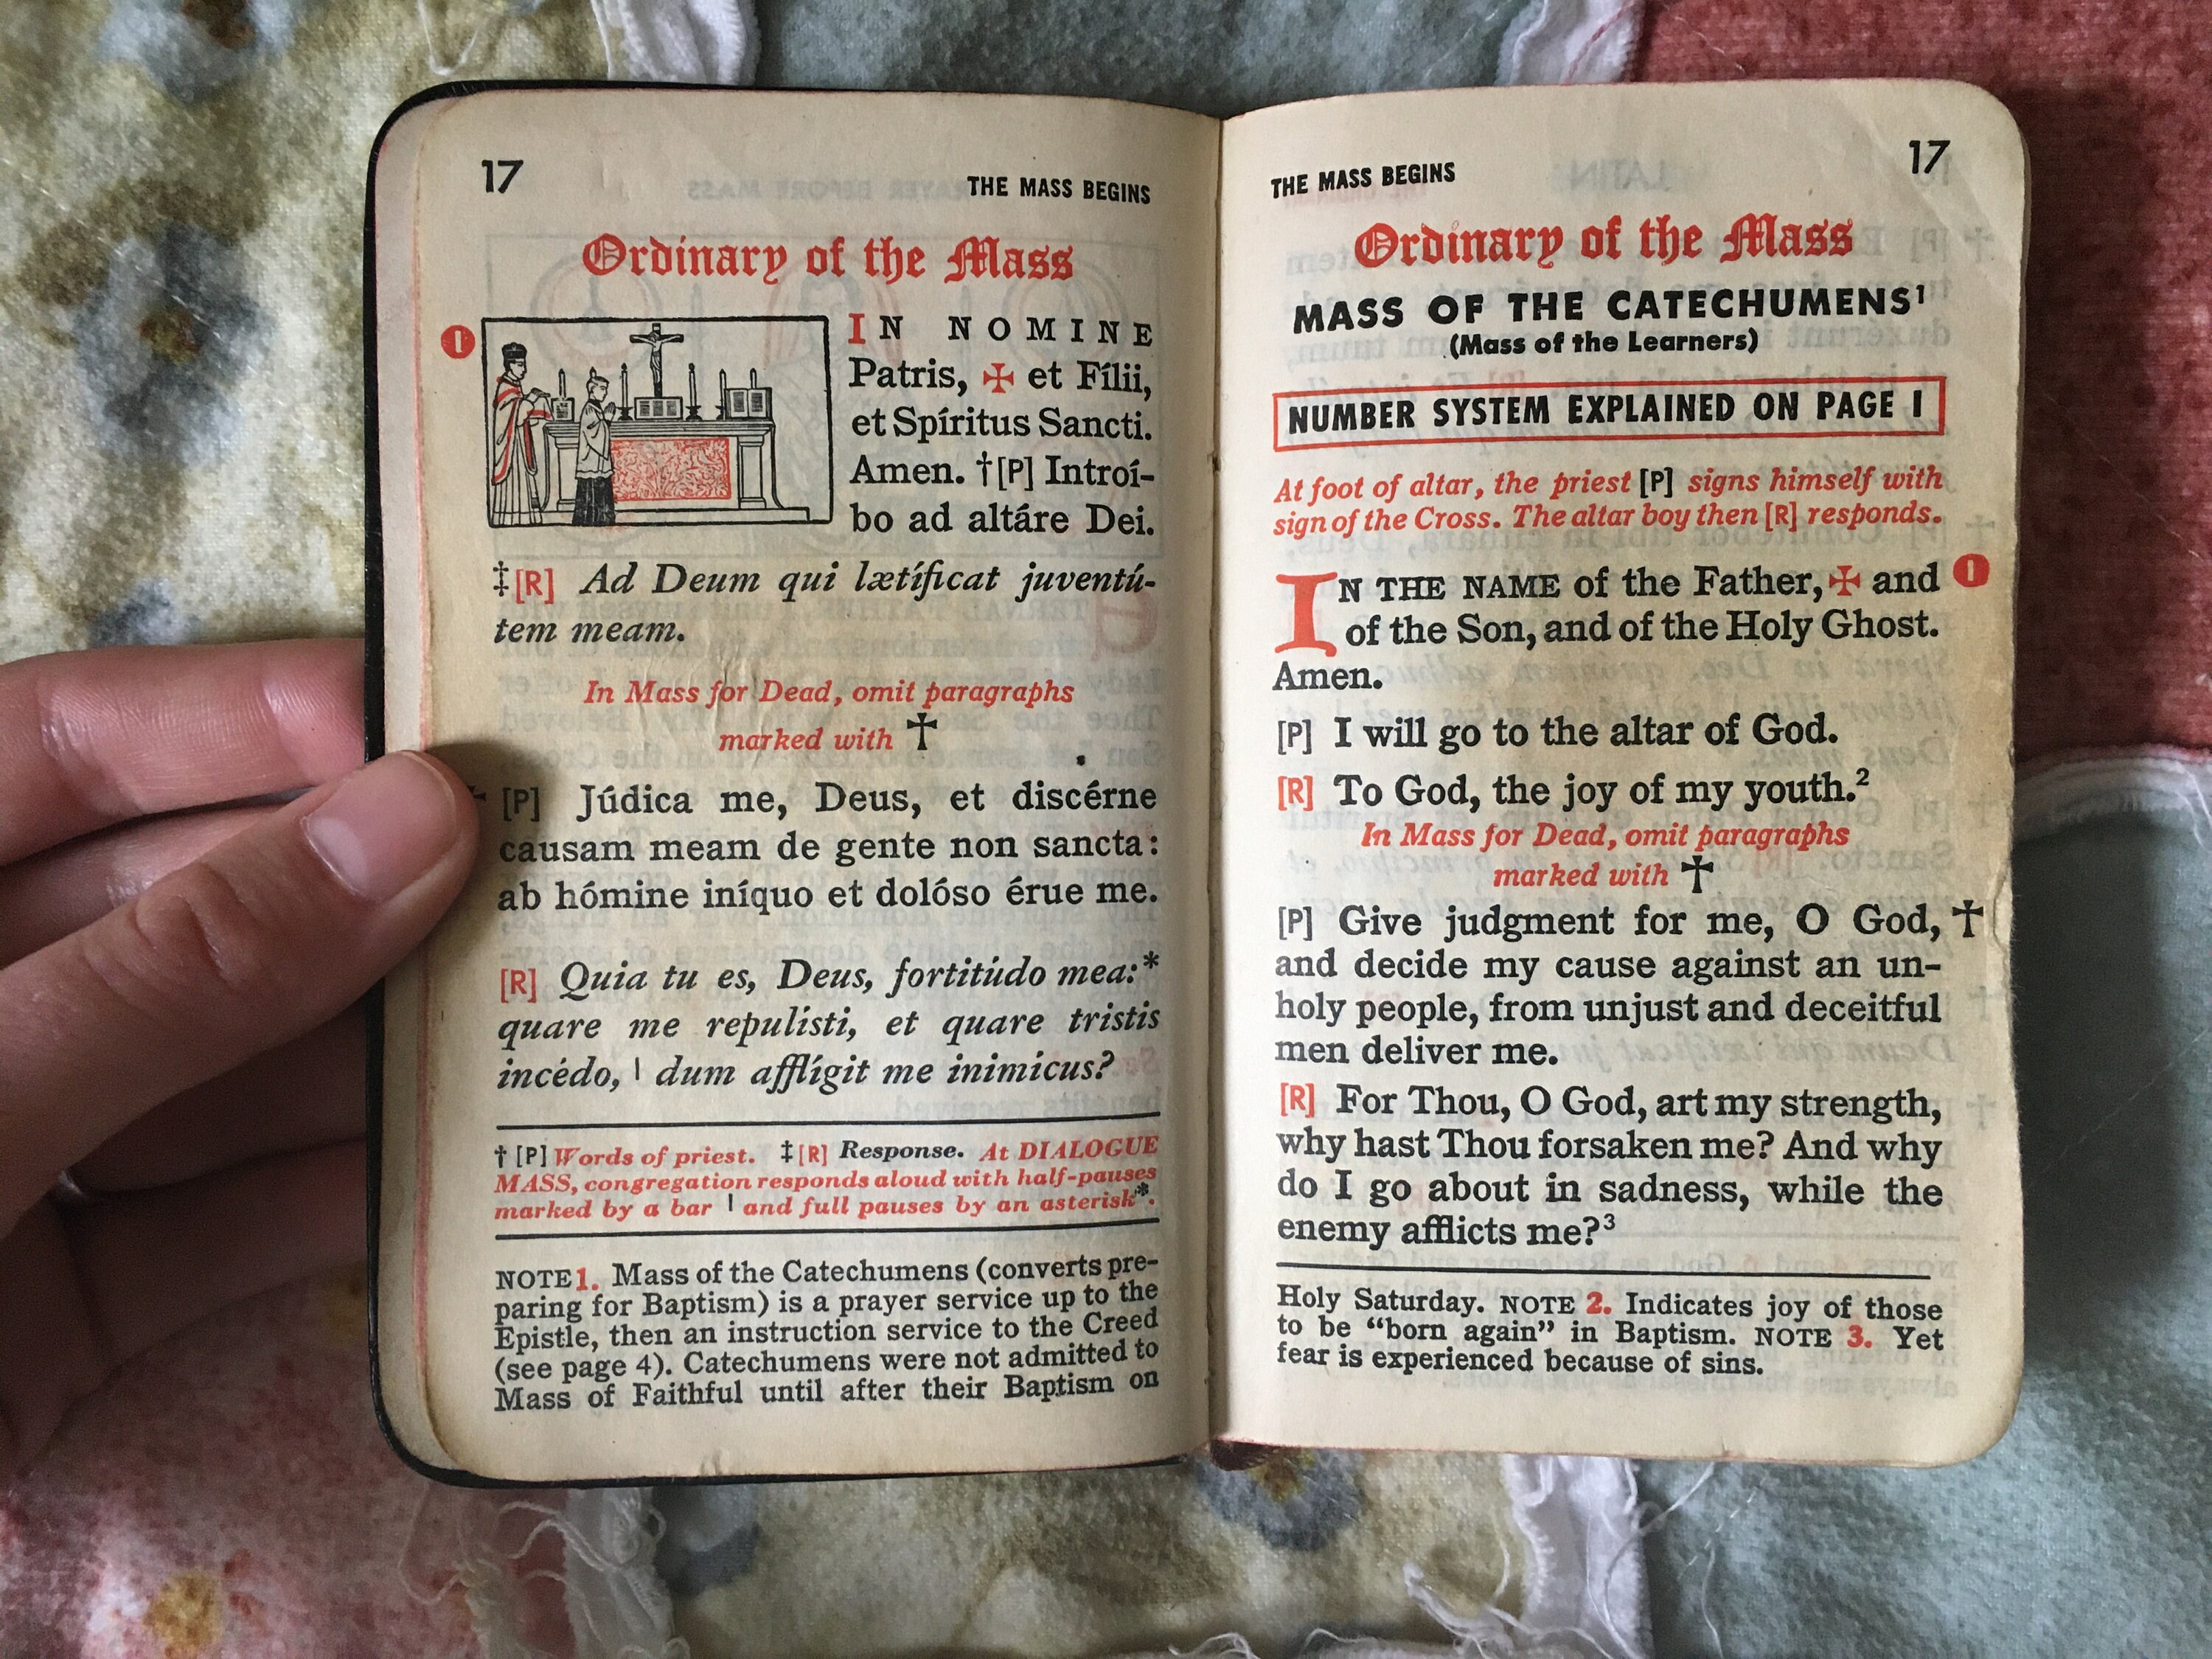 17
THE MASS BEGINS
Ordinary of the Mass
1
IN NOMINE
Patris, ✠ et Fílii,
et Spíritus Sancti.
Amen. †[P] Introí-
bo ad altáre Dei.
‡[R] Ad Deum qui lætíficat juventú-
tem meam.
In Mass for Dead, omit paragraphs
marked with †
[P] Júdica me, Deus, et discérne
causam meam de gente non sancta:
ab hómine iníquo et dolóso érue me.
[R] Quia tu es, Deus, fortitúdo mea:*
quare me repulísti, et quare tristis
incédo, | dum afflígit me inimícus?
† [P] Words of priest. ‡[R] Response. At DIALOGUE
MASS, congregation responds aloud with half-pauses
marked by a bar | and full pauses by an asterisk*.
NOTE 1. Mass of the Catechumens (converts pre-
paring for Baptism) is a prayer service up to the
Epistle, then an instruction service to the Creed
(see page 4). Catechumens were not admitted to
Mass of Faithful until after their Baptism on
THE MASS BEGINS
17
Ordinary of the Mass
MASS OF THE CATECHUMENS¹
(Mass of the Learners)
NUMBER SYSTEM EXPLAINED ON PAGE 1
At foot of altar, the priest [P] signs himself with
sign of the Cross. The altar boy then [R] responds.
IN THE NAME of the Father, ✠ and
1
of the Son, and of the Holy Ghost.
Amen.
[P] I will go to the altar of God.
[R] To God, the joy of my youth.²
In Mass for Dead, omit paragraphs
marked with †
[P] Give judgment for me, O God, †
and decide my cause against an un-
holy people, from unjust and deceitful
men deliver me.
[R] For Thou, O God, art my strength,
why hast Thou forsaken me? And why
do I go about in sadness, while the
enemy afflicts me?³
Holy Saturday. NOTE 2. Indicates joy of those
to be "born again" in Baptism. NOTE 3. Yet
fear is experienced because of sins.